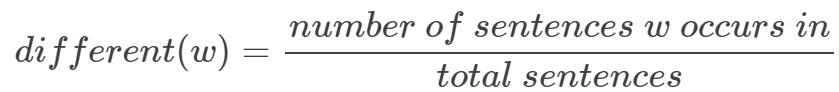 different(w) = number of sentences w occurs in
total sentences